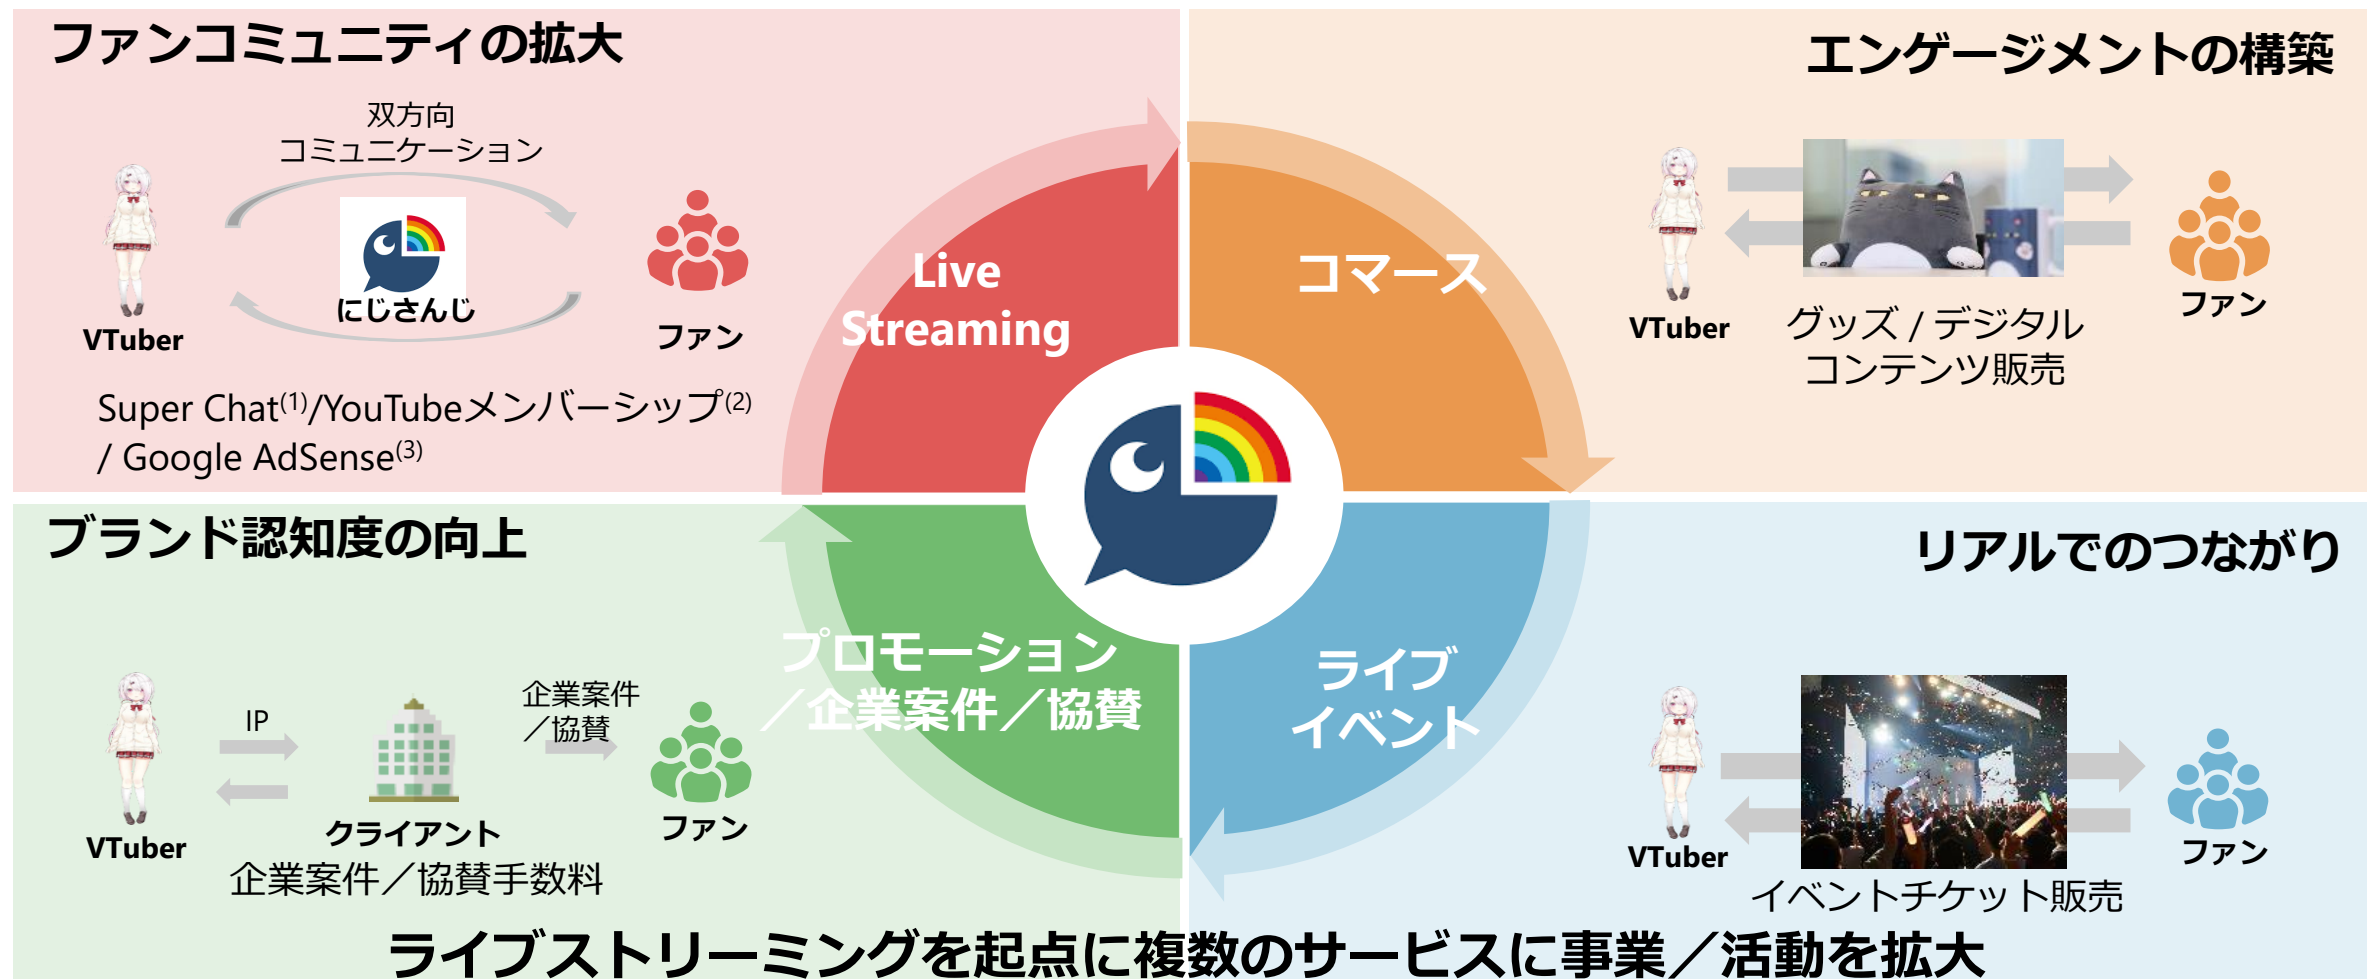 ファンコミュニティの拡大
双方向
コミュニケーション
にじさんじ
VTuber
ファン
Super Chat(1)/YouTubeメンバーシップ(2)
/ Google AdSense(3)
Live
Streaming
エンゲージメントの構築
コマース
VTuber
グッズ / デジタル
コンテンツ販売
ファン
ブランド認知度の向上
IP
企業案件
／協賛
VTuber
クライアント
ファン
企業案件／協賛手数料
プロモーション
／企業案件／協賛
リアルでのつながり
ライブ
イベント
VTuber
ファン
イベントチケット販売
ライブストリーミングを起点に複数のサービスに事業／活動を拡大